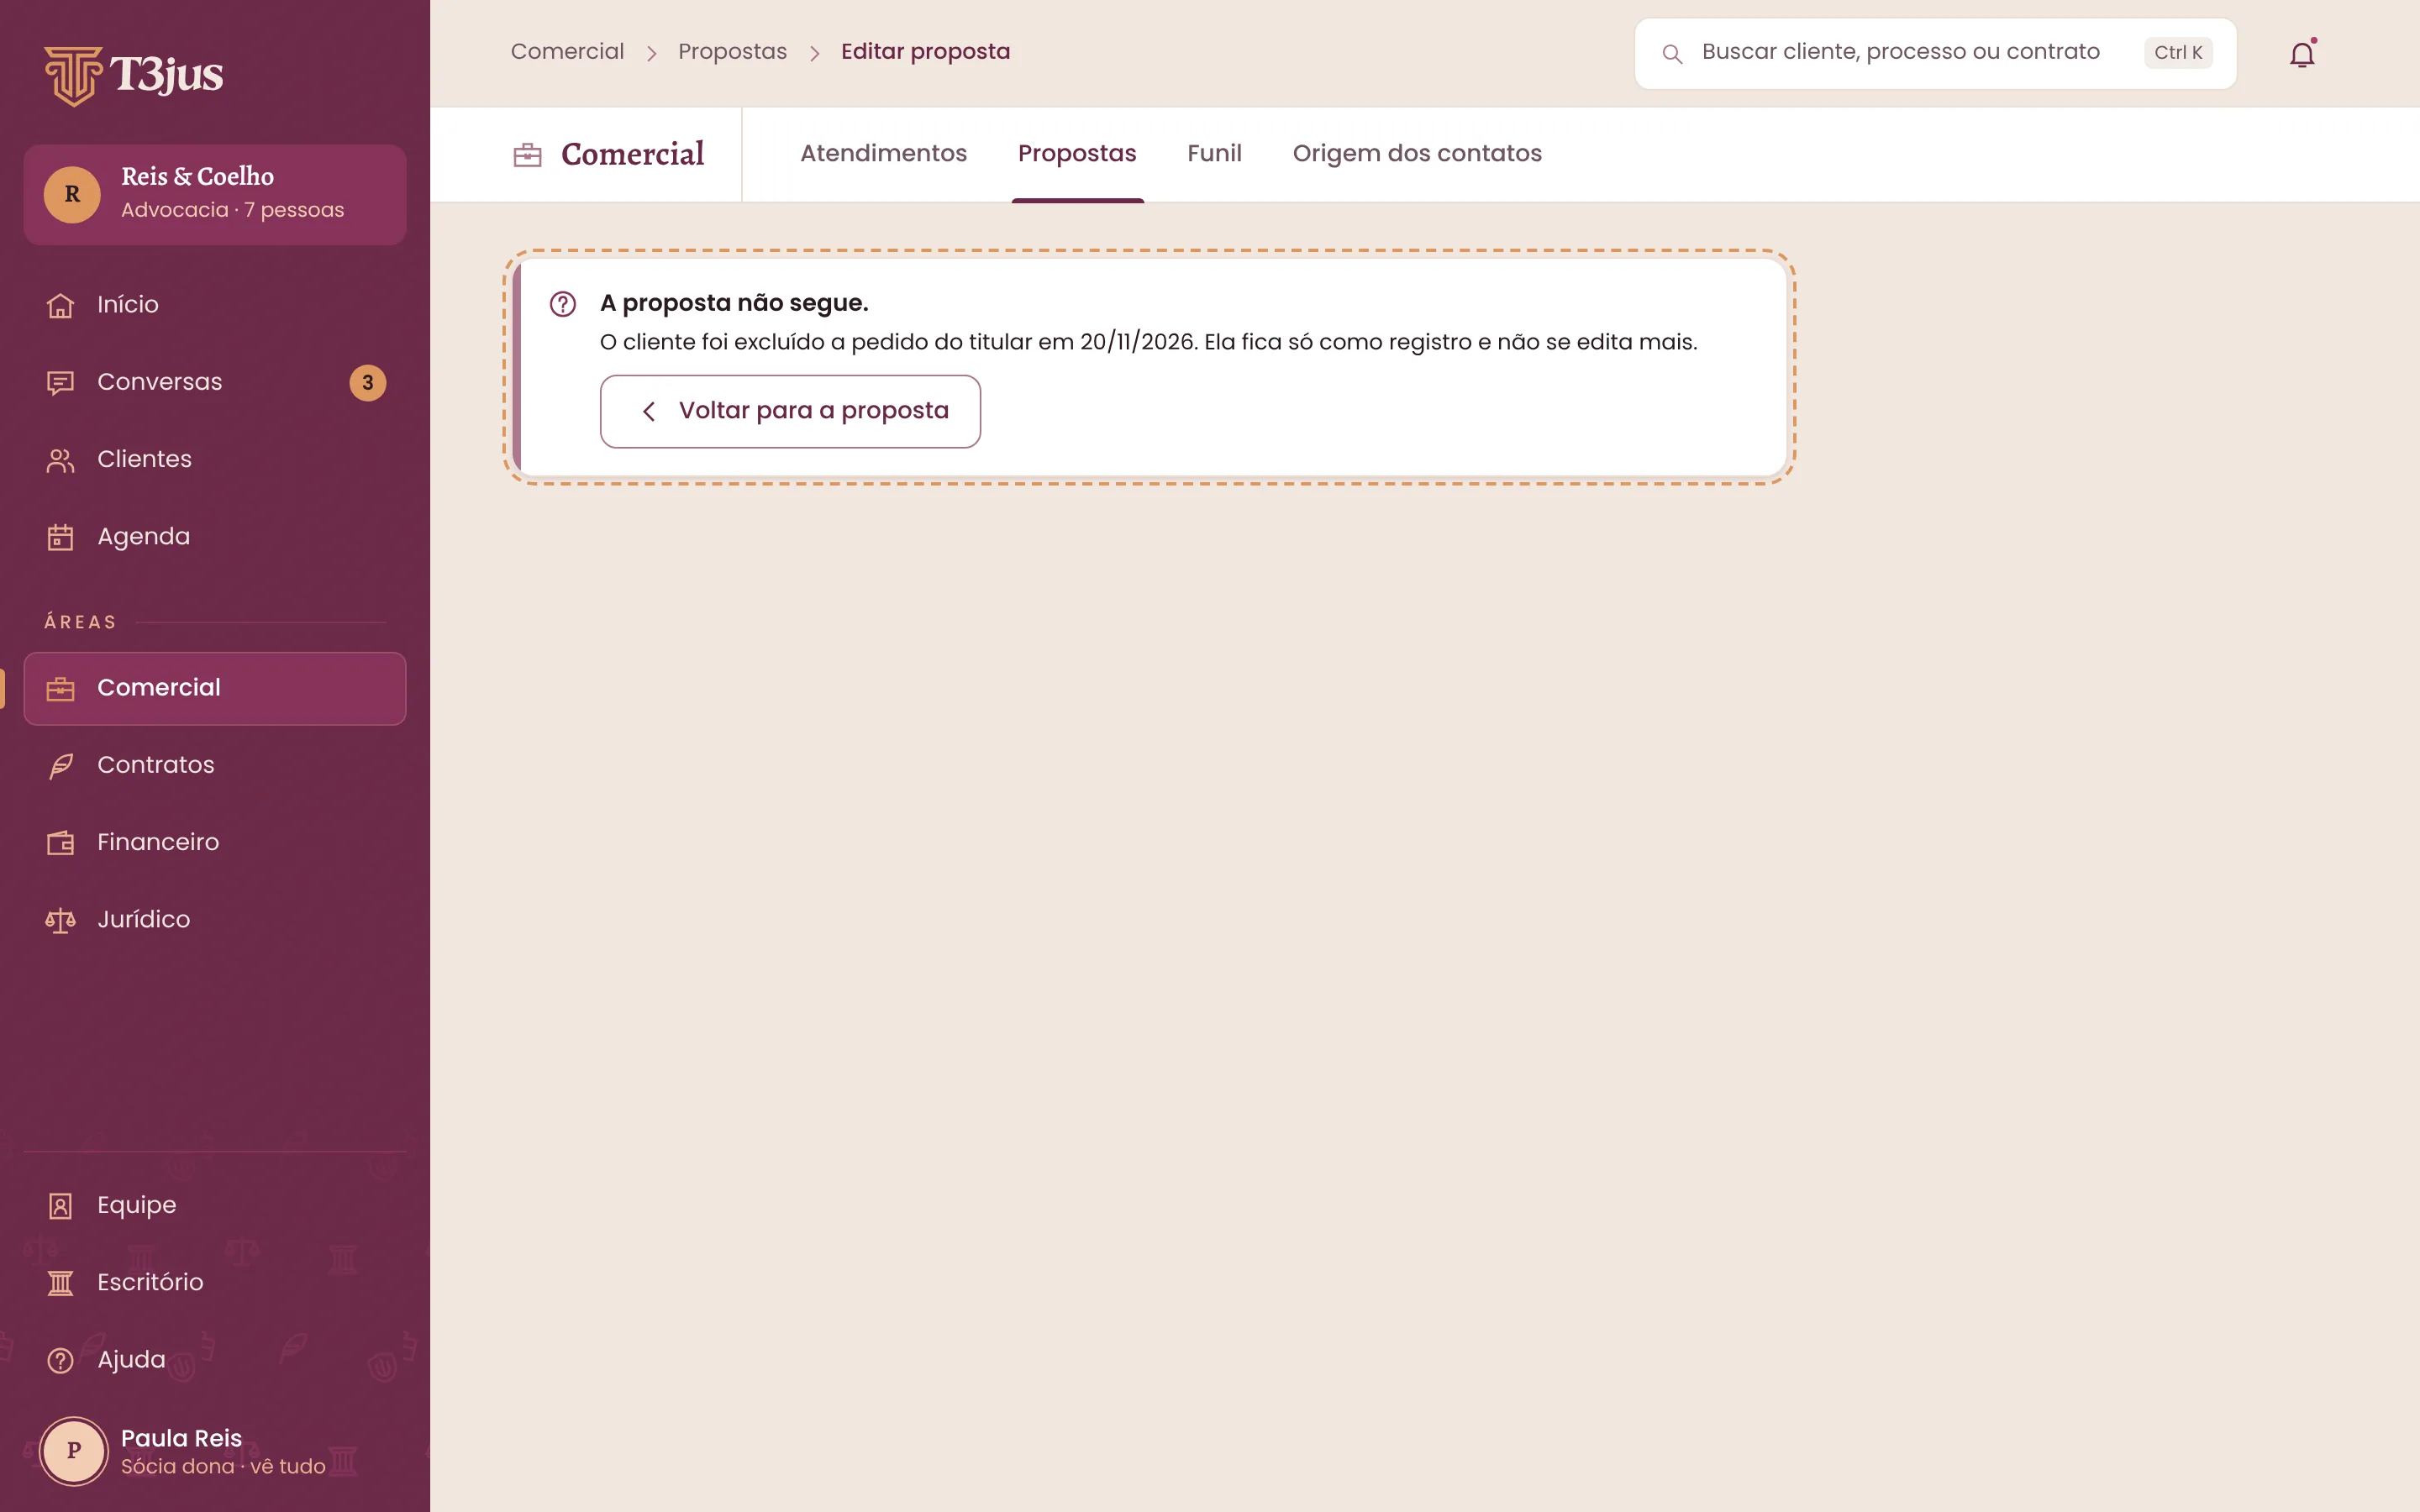 T3jus
R
Reis & Coelho
Advocacia · 7 pessoas
Início
Conversas
3
Clientes
Agenda
ÁREAS
Comercial
Contratos
Financeiro
Jurídico
Equipe
Escritório
Ajuda
P
Paula Reis
Sócia dona · vê tudo
Comercial > Propostas > Editar proposta
Buscar cliente, processo ou contrato
Ctrl K
Comercial
Atendimentos
Propostas
Funil
Origem dos contatos
A proposta não segue.
O cliente foi excluído a pedido do titular em 20/11/2026. Ela fica só como registro e não se edita mais.
Voltar para a proposta